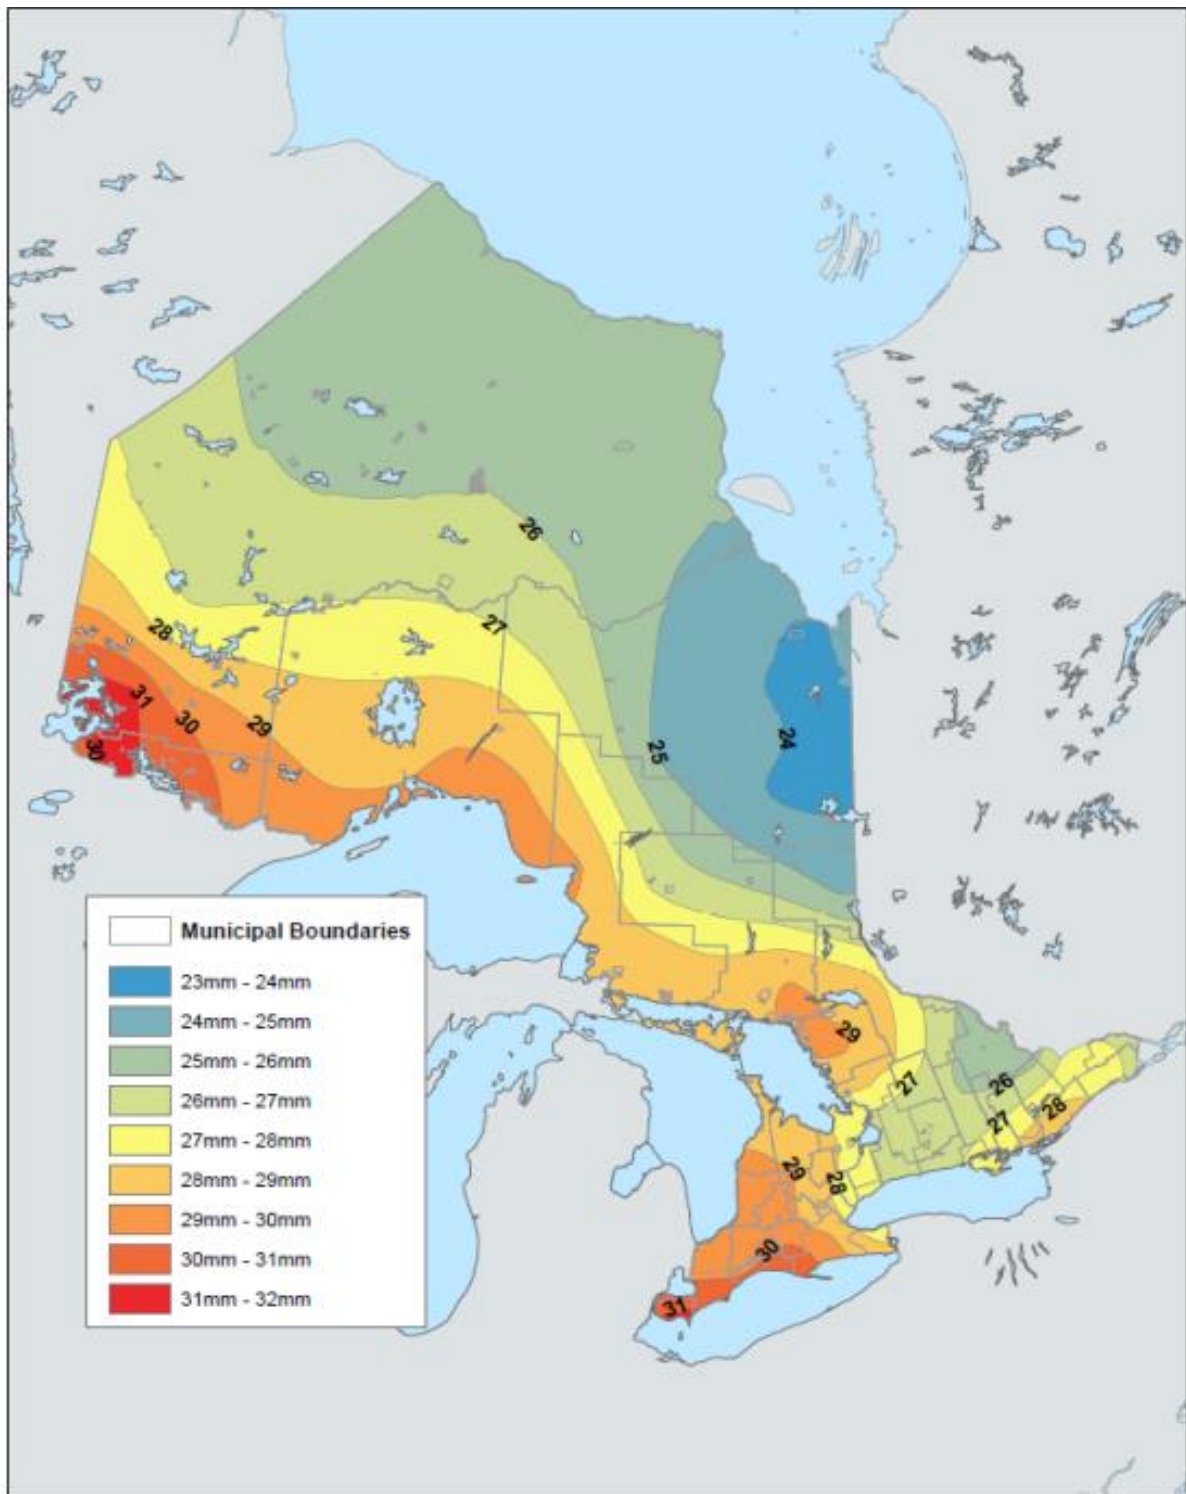 26
27
28
31
30
29
30
25
24
29
27
26
28
27
29
28
30
31
Municipal Boundaries
23mm - 24mm
24mm - 25mm
25mm - 26mm
26mm - 27mm
27mm - 28mm
28mm - 29mm
29mm - 30mm
30mm - 31mm
31mm - 32mm